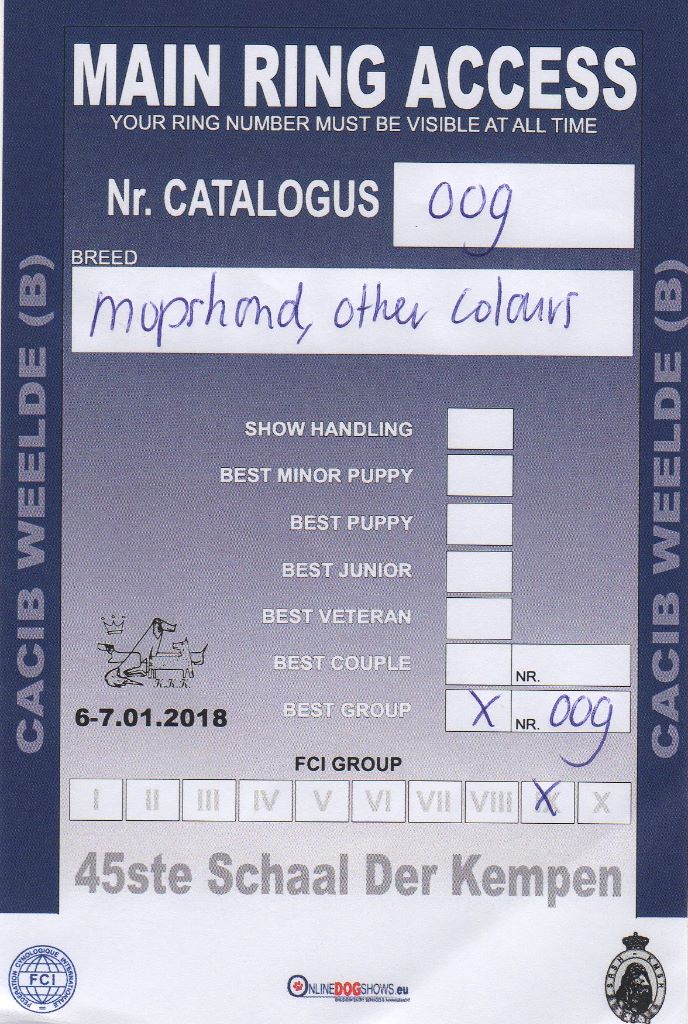 MAIN RING ACCESS
YOUR RING NUMBER MUST BE VISIBLE AT ALL TIME
Nr. CATALOGUS 009
BREED
mopshond, other colours
SHOW HANDLING
BEST MINOR PUPPY
BEST PUPPY
BEST JUNIOR
BEST VETERAN
BEST COUPLE NR.
BEST GROUP X NR. 009
K.K.K.
6-7.01.2018
FCI GROUP
I II III IV V VI VII VIII X X
45ste Schaal Der Kempen
CACIB WEELDE (B)
CACIB WEELDE (B)
FEDERATION CYNOLOGIQUE INTERNATIONALE
FCI
ONLINEDOGSHOWS.eu